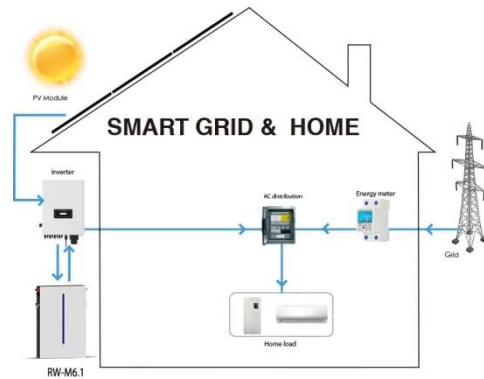 PV Module
SMART GRID & HOME
inverter
AC distribution
Energy meter
Grid
Home load
RW-M6.1